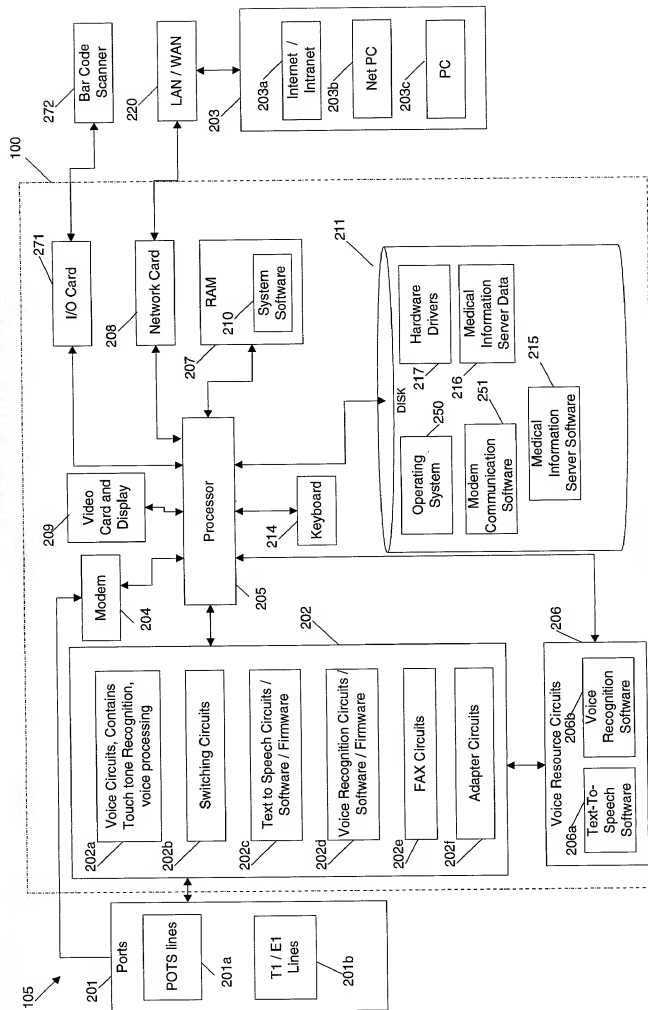 105
201
Ports
POTS lines
201a
T1 / E1
Lines
201b
100
202
202a
Voice Circuits, Contains
Touch tone Recognition,
voice processing
202b
Switching Circuits
202c
Text to Speech Circuits /
Software / Firmware
202d
Voice Recognition Circuits /
Software / Firmware
202e
FAX Circuits
202f
Adapter Circuits
206
Voice Resource Circuits
206a
Text-To-
Speech
Software
206b
Voice
Recognition
Software
Modem
204
209
Video
Card and
Display
Processor
205
214
Keyboard
271
I/O Card
208
Network Card
207
RAM
210
System
Software
211
DISK
250
Operating
System
217
Hardware
Drivers
251
Modem
Communication
Software
216
Medical
Information
Server Data
215
Medical Information
Server Software
272
Bar Code
Scanner
220
LAN / WAN
203
203a
Internet /
Intranet
203b
Net PC
203c
PC